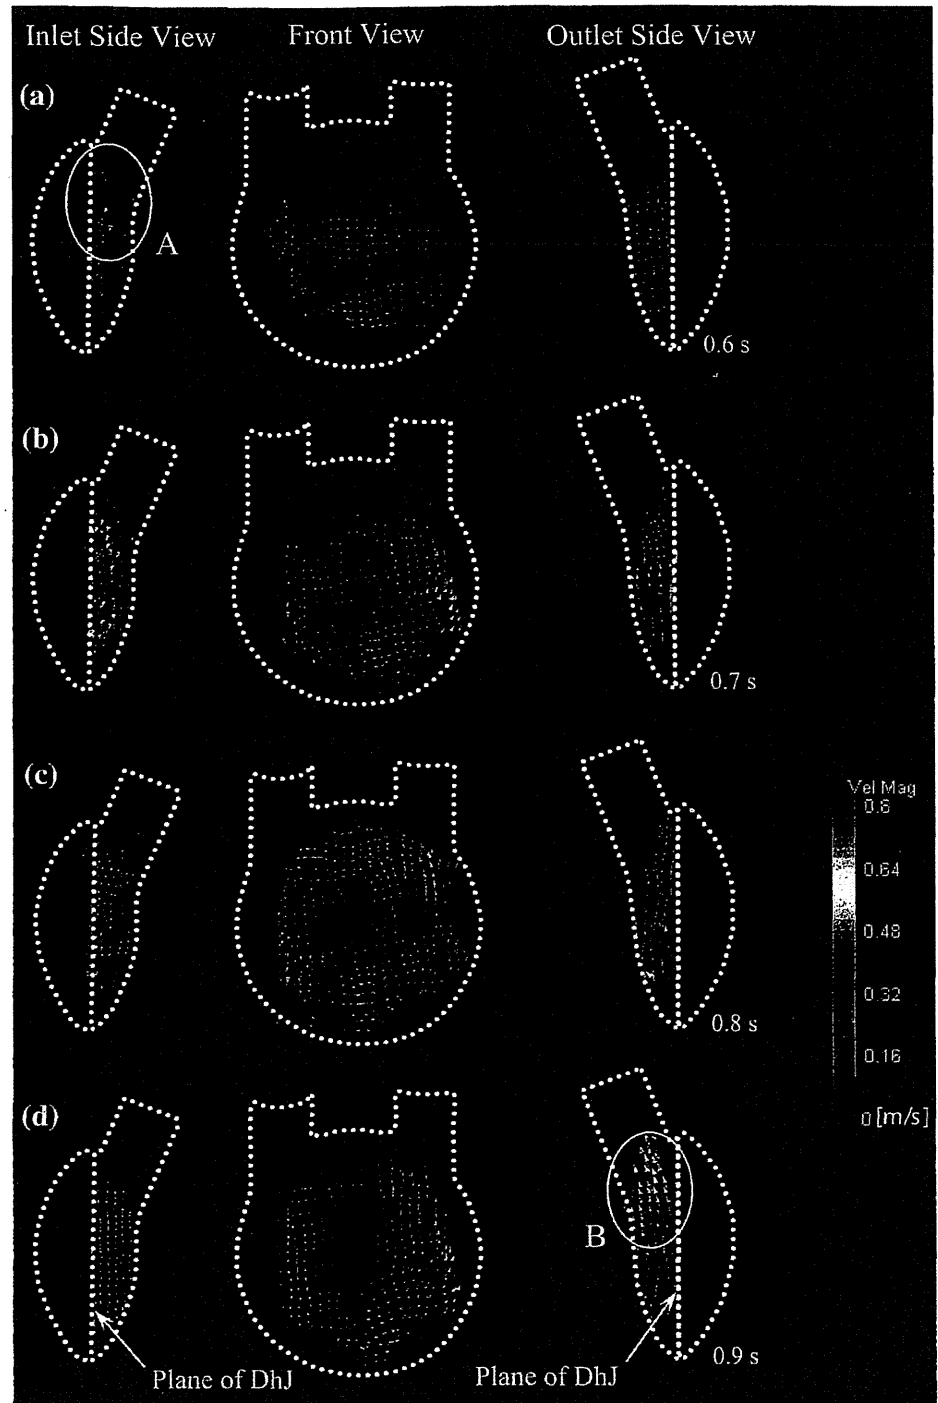 Inlet Side View
Front View
Outlet Side View
(a)
A
0.6 s
(b)
0.7 s
(c)
Vel Mag
0.8
0.64
0.48
0.32
0.16
0 [m/s]
0.8 s
(d)
B
0.9 s
Plane of DhJ
Plane of DhJ